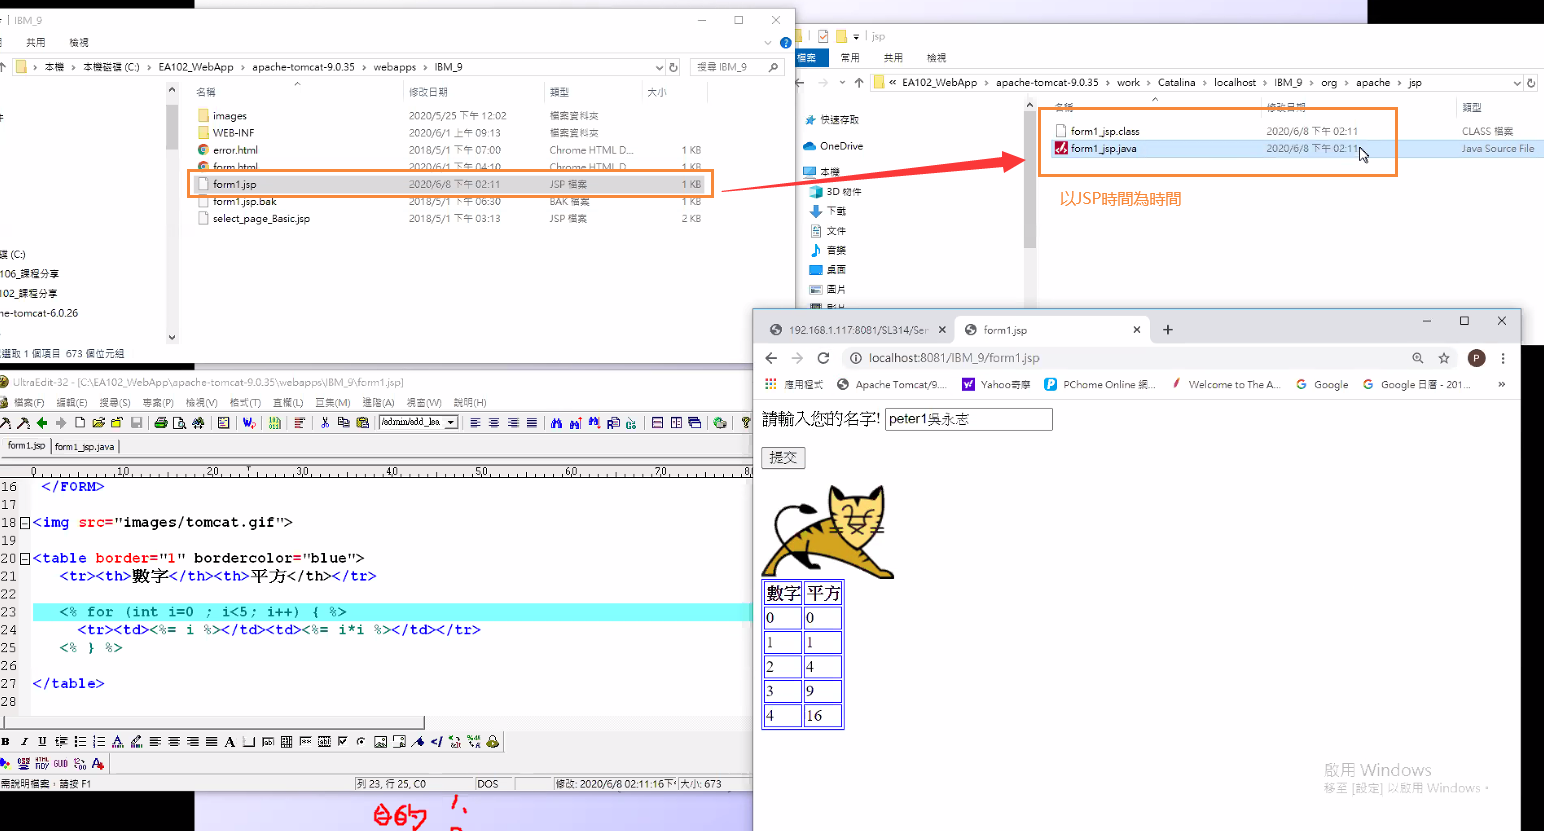 IBM_9
共用 檢視
本機 本機磁碟 (C:) EA102_WebApp apache-tomcat-9.0.35 webapps IBM_9 搜尋 IBM_9
名稱 修改日期 類型 大小
images 2020/5/25 下午 12:02 檔案資料夾
WEB-INF 2020/6/1 上午 09:13 檔案資料夾
error.html 2018/5/1 下午 07:00 Chrome HTML D... 1 KB
form.html 2020/6/1 下午 04:10 Chrome HTML D... 1 KB
form1.jsp 2020/6/8 下午 02:11 JSP 檔案 1 KB
form1.jsp.bak 2018/5/1 下午 06:30 BAK 檔案 1 KB
select_page_Basic.jsp 2018/5/1 下午 03:13 JSP 檔案 2 KB
碟 (C:)
106_課程分享
102_課程分享
he-tomcat-6.0.26
選取 1 個項目 673 個位元組
jsp
檔案 常用 共用 檢視
« EA102_WebApp apache-tomcat-9.0.35 work Catalina localhost IBM_9 org apache jsp
名稱 修改日期 類型
form1_jsp.class 2020/6/8 下午 02:11 CLASS 檔案
form1_jsp.java 2020/6/8 下午 02:11 Java Source File
以JSP時間為時間
快速存取
OneDrive
本機
3D 物件
下載
文件
音樂
桌面
圖片
影片
UltraEdit-32 - [C:\EA102_WebApp\apache-tomcat-9.0.35\webapps\IBM_9\form1.jsp]
檔案(F) 編輯(E) 搜尋(S) 專案(P) 檢視(V) 格式(T) 直欄(L) 巨集(M) 進階(A) 視窗(W) 說明(H)
form1.jsp form1_jsp.java
0 10 20 30 40 50 60 70 8
16 </FORM>
17
18 <img src="images/tomcat.gif">
19
20 <table border="1" bordercolor="blue">
21 <tr><th>數字</th><th>平方</th></tr>
22
23 <% for (int i=0 ; i<5; i++) { %>
24 <tr><td><%= i %></td><td><%= i*i %></td></tr>
25 <% } %>
26
27 </table>
28
需說明檔案，請按 F1 列 23, 行 25, C0 DOS 修改: 2020/6/8 02:11:16下午 大小: 673
192.168.1.117:8081/SL314/Ser form1.jsp
localhost:8081/IBM_9/form1.jsp P
應用程式 Apache Tomcat/9.... Yahoo奇摩 PChome Online 網... Welcome to The A... Google Google 日曆 - 201... »
請輸入您的名字! peter1吳永志
提交
數字 平方
0 0
1 1
2 4
3 9
4 16
啟用 Windows
移至 [設定] 以啟用 Windows。